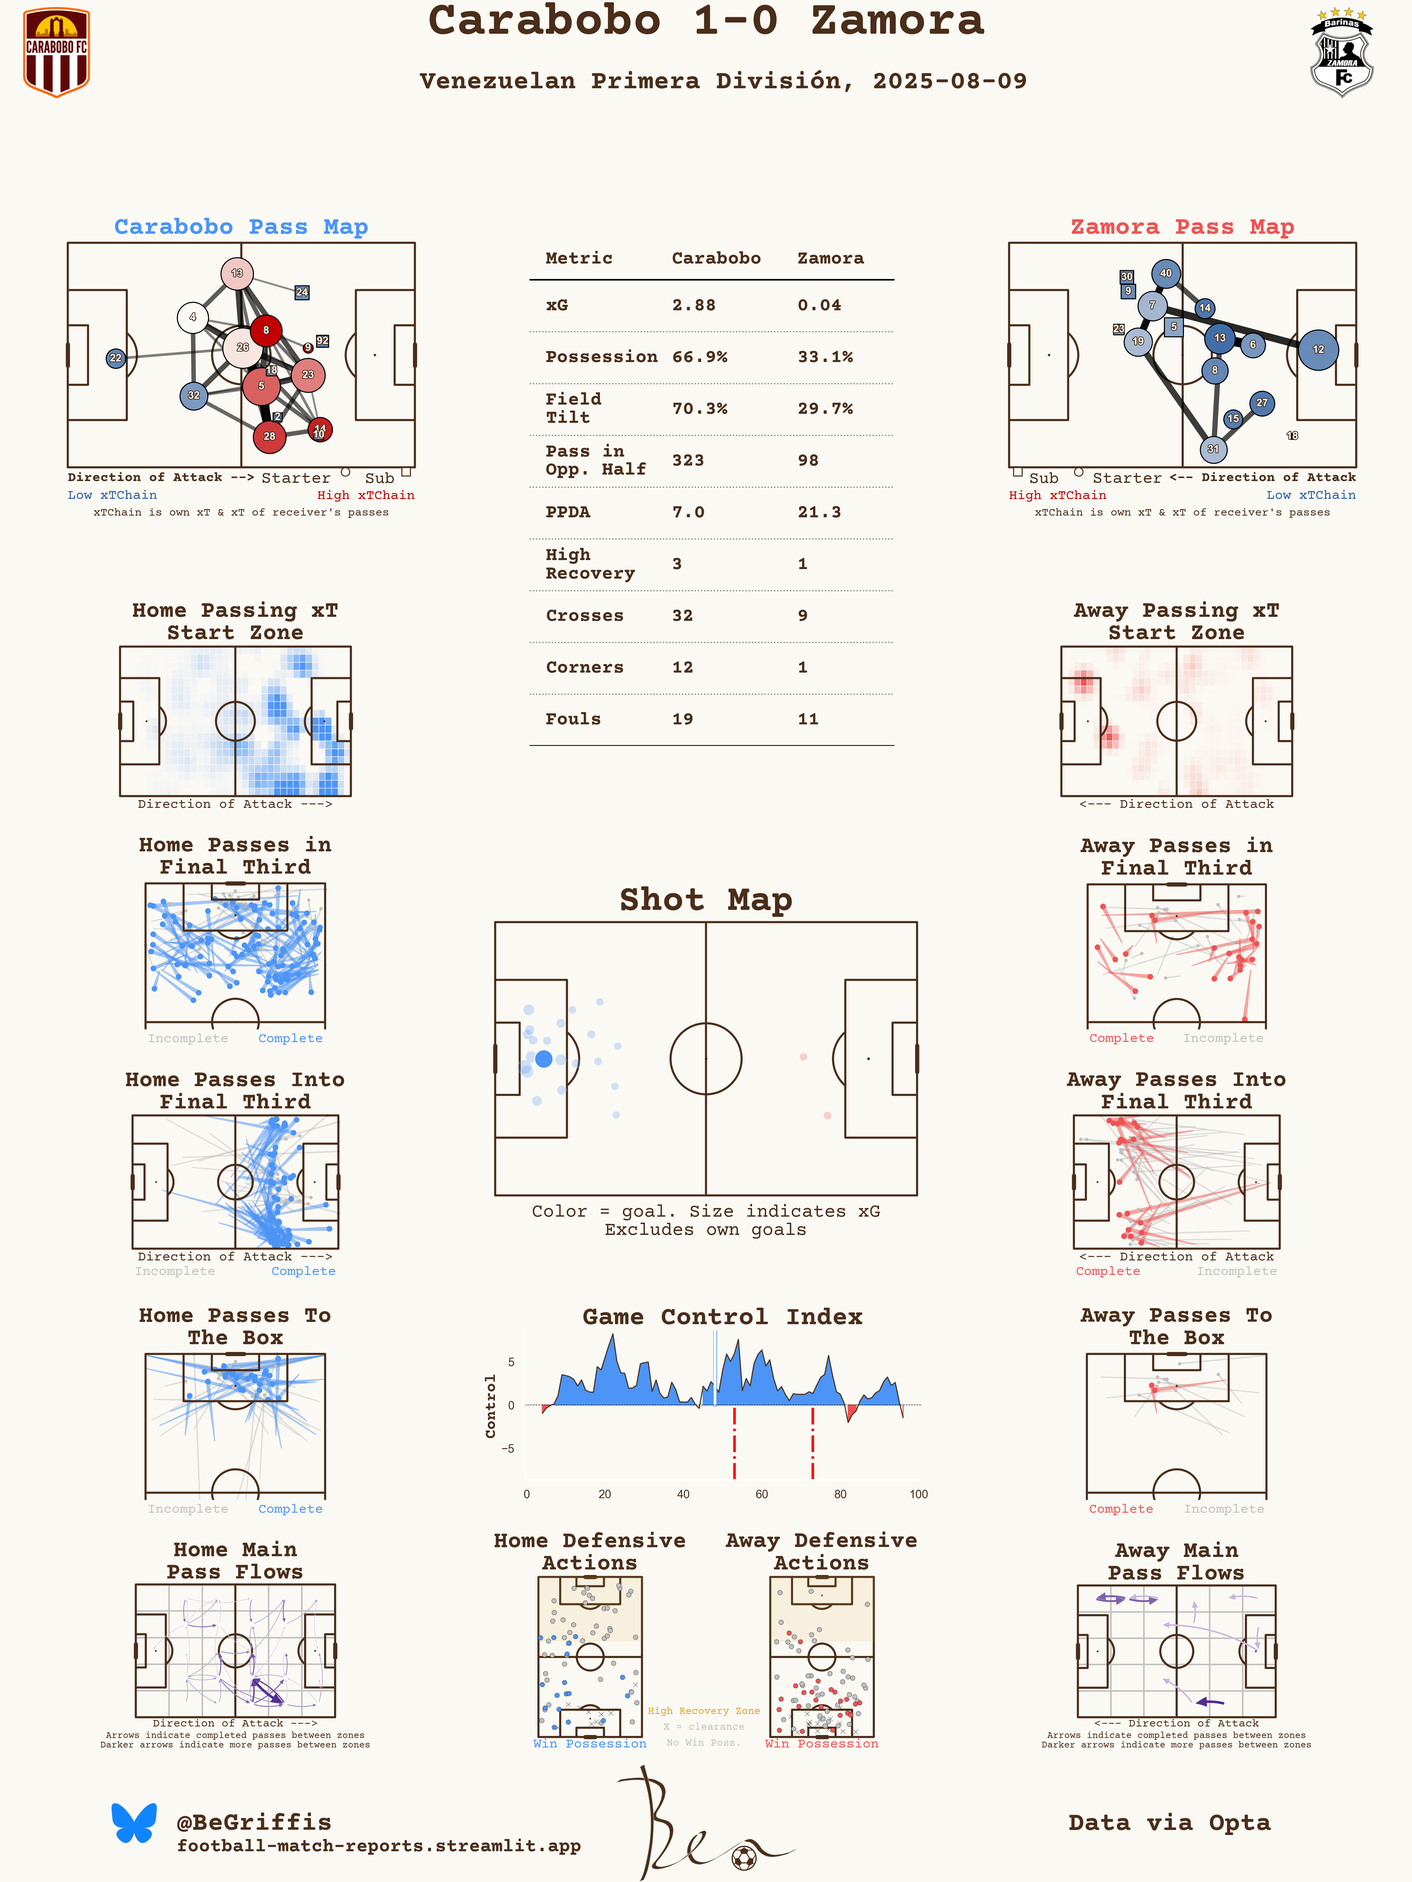 Carabobo 1-0 Zamora
Venezuelan Primera División, 2025-08-09
CARABOBO FC
Barinas
ZAMORA
FC
Carabobo Pass Map
13
24
4
8
26
9
92
22
18
23
5
32
2
14
10
28
Direction of Attack --> Starter Sub
Low xTChain High xTChain
xTChain is own xT & xT of receiver's passes
Metric Carabobo Zamora
xG 2.88 0.04
Possession 66.9% 33.1%
Field
Tilt 70.3% 29.7%
Pass in
Opp. Half 323 98
PPDA 7.0 21.3
High
Recovery 3 1
Crosses 32 9
Corners 12 1
Fouls 19 11
Zamora Pass Map
30
40
9
7
14
23
5
19
13
6
12
8
27
15
18
31
Sub Starter <-- Direction of Attack
High xTChain Low xTChain
xTChain is own xT & xT of receiver's passes
Home Passing xT
Start Zone
Direction of Attack --->
Away Passing xT
Start Zone
<--- Direction of Attack
Home Passes in
Final Third
Incomplete Complete
Away Passes in
Final Third
Complete Incomplete
Shot Map
Color = goal. Size indicates xG
Excludes own goals
Home Passes Into
Final Third
Direction of Attack --->
Incomplete Complete
Away Passes Into
Final Third
<--- Direction of Attack
Complete Incomplete
Home Passes To
The Box
Incomplete Complete
Game Control Index
Control
5
0
−5
0 20 40 60 80 100
Away Passes To
The Box
Complete Incomplete
Home Main
Pass Flows
Direction of Attack --->
Arrows indicate completed passes between zones
Darker arrows indicate more passes between zones
Home Defensive
Actions
Win Possession
Away Defensive
Actions
Win Possession
High Recovery Zone
X = clearance
No Win Poss.
Away Main
Pass Flows
<--- Direction of Attack
Arrows indicate completed passes between zones
Darker arrows indicate more passes between zones
@BeGriffis
football-match-reports.streamlit.app
Ben
Data via Opta